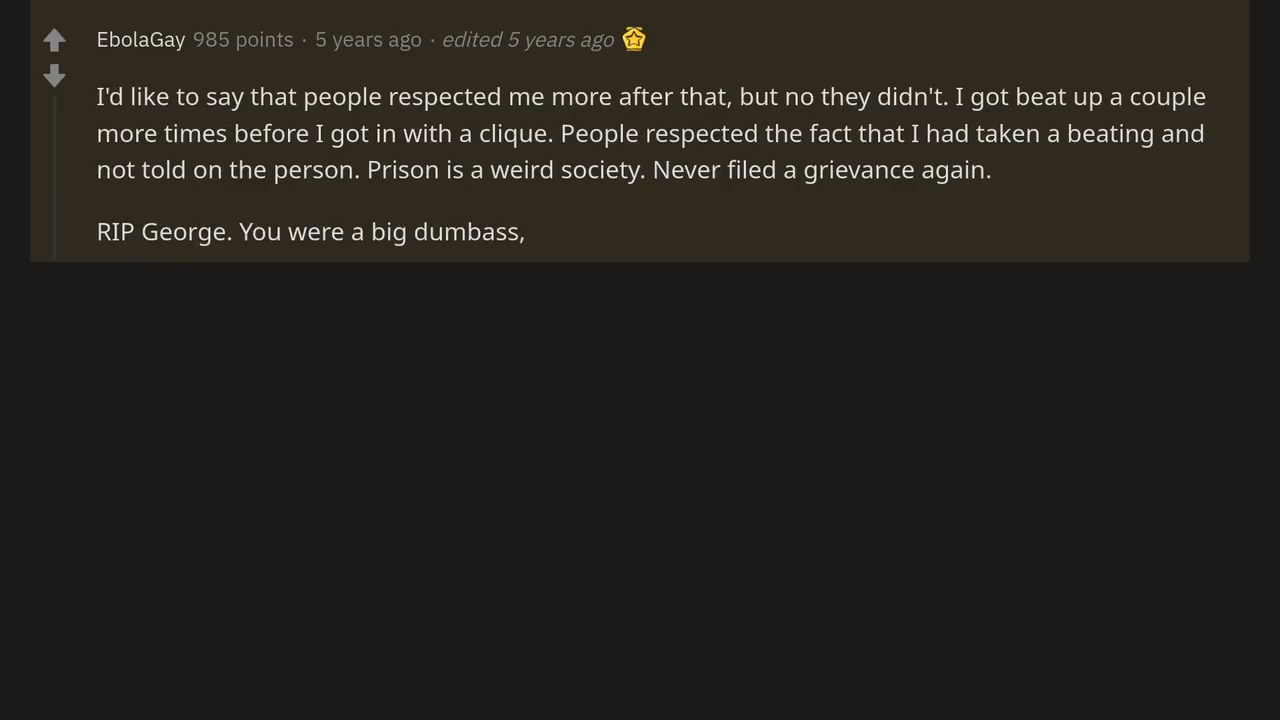 EbolaGay 985 points · 5 years ago · edited 5 years ago
I'd like to say that people respected me more after that, but no they didn't. I got beat up a couple
more times before I got in with a clique. People respected the fact that I had taken a beating and
not told on the person. Prison is a weird society. Never filed a grievance again.
RIP George. You were a big dumbass,